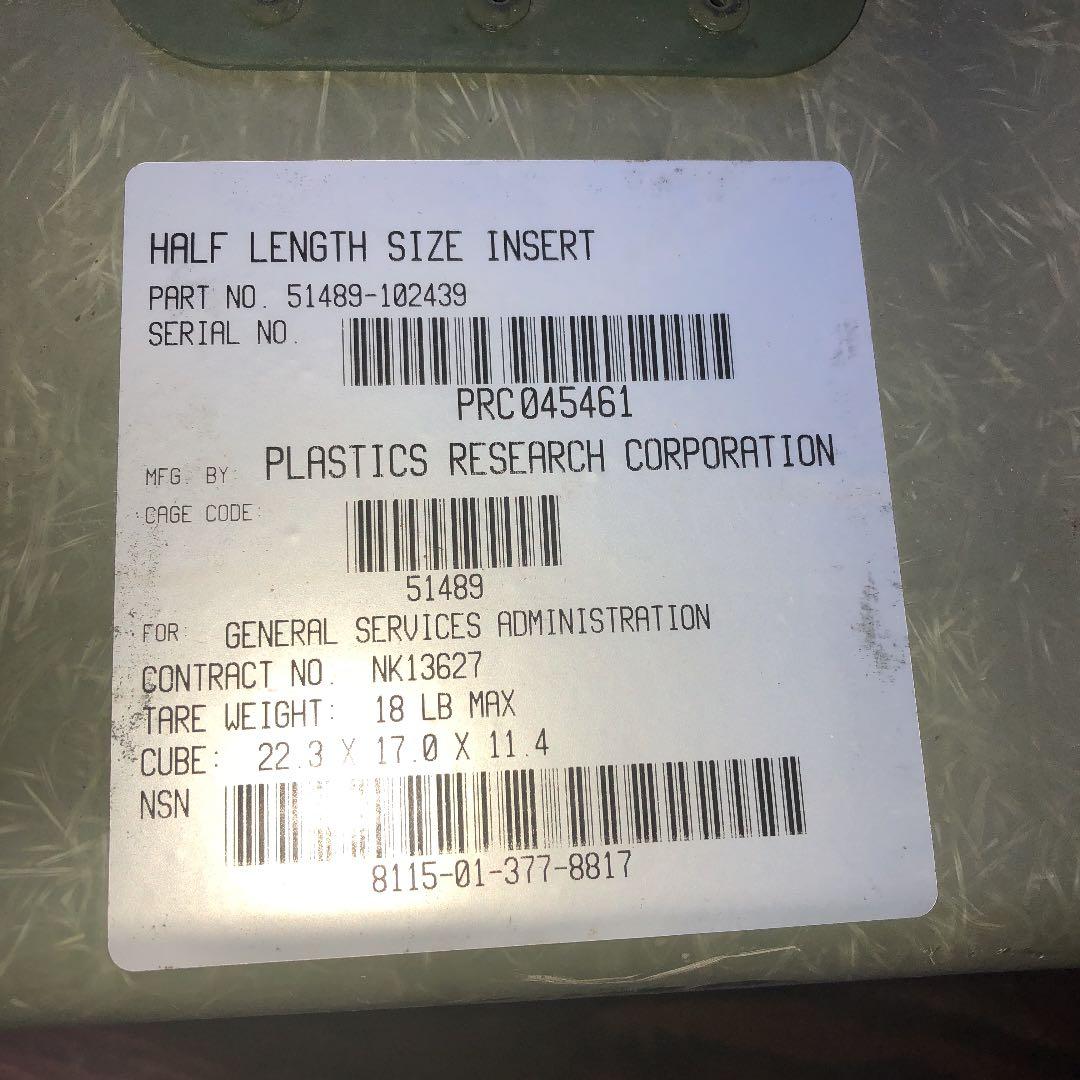 HALF LENGTH SIZE INSERT
PART NO. 51489-102439
SERIAL NO.
PRC045461
MFG. BY: PLASTICS RESEARCH CORPORATION
CAGE CODE:
51489
FOR: GENERAL SERVICES ADMINISTRATION
CONTRACT NO. NK13627
TARE WEIGHT: 18 LB MAX
CUBE: 22.3 X 17.0 X 11.4
NSN
8115-01-377-8817